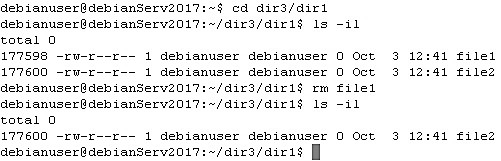 debianuser@debianServ2017:~$ cd dir3/dir1
debianuser@debianServ2017:~/dir3/dir1$ ls -il
total 0
177598 -rw-r--r-- 1 debianuser debianuser 0 Oct  3 12:41 file1
177600 -rw-r--r-- 1 debianuser debianuser 0 Oct  3 12:41 file2
debianuser@debianServ2017:~/dir3/dir1$ rm file1
debianuser@debianServ2017:~/dir3/dir1$ ls -il
total 0
177600 -rw-r--r-- 1 debianuser debianuser 0 Oct  3 12:41 file2
debianuser@debianServ2017:~/dir3/dir1$